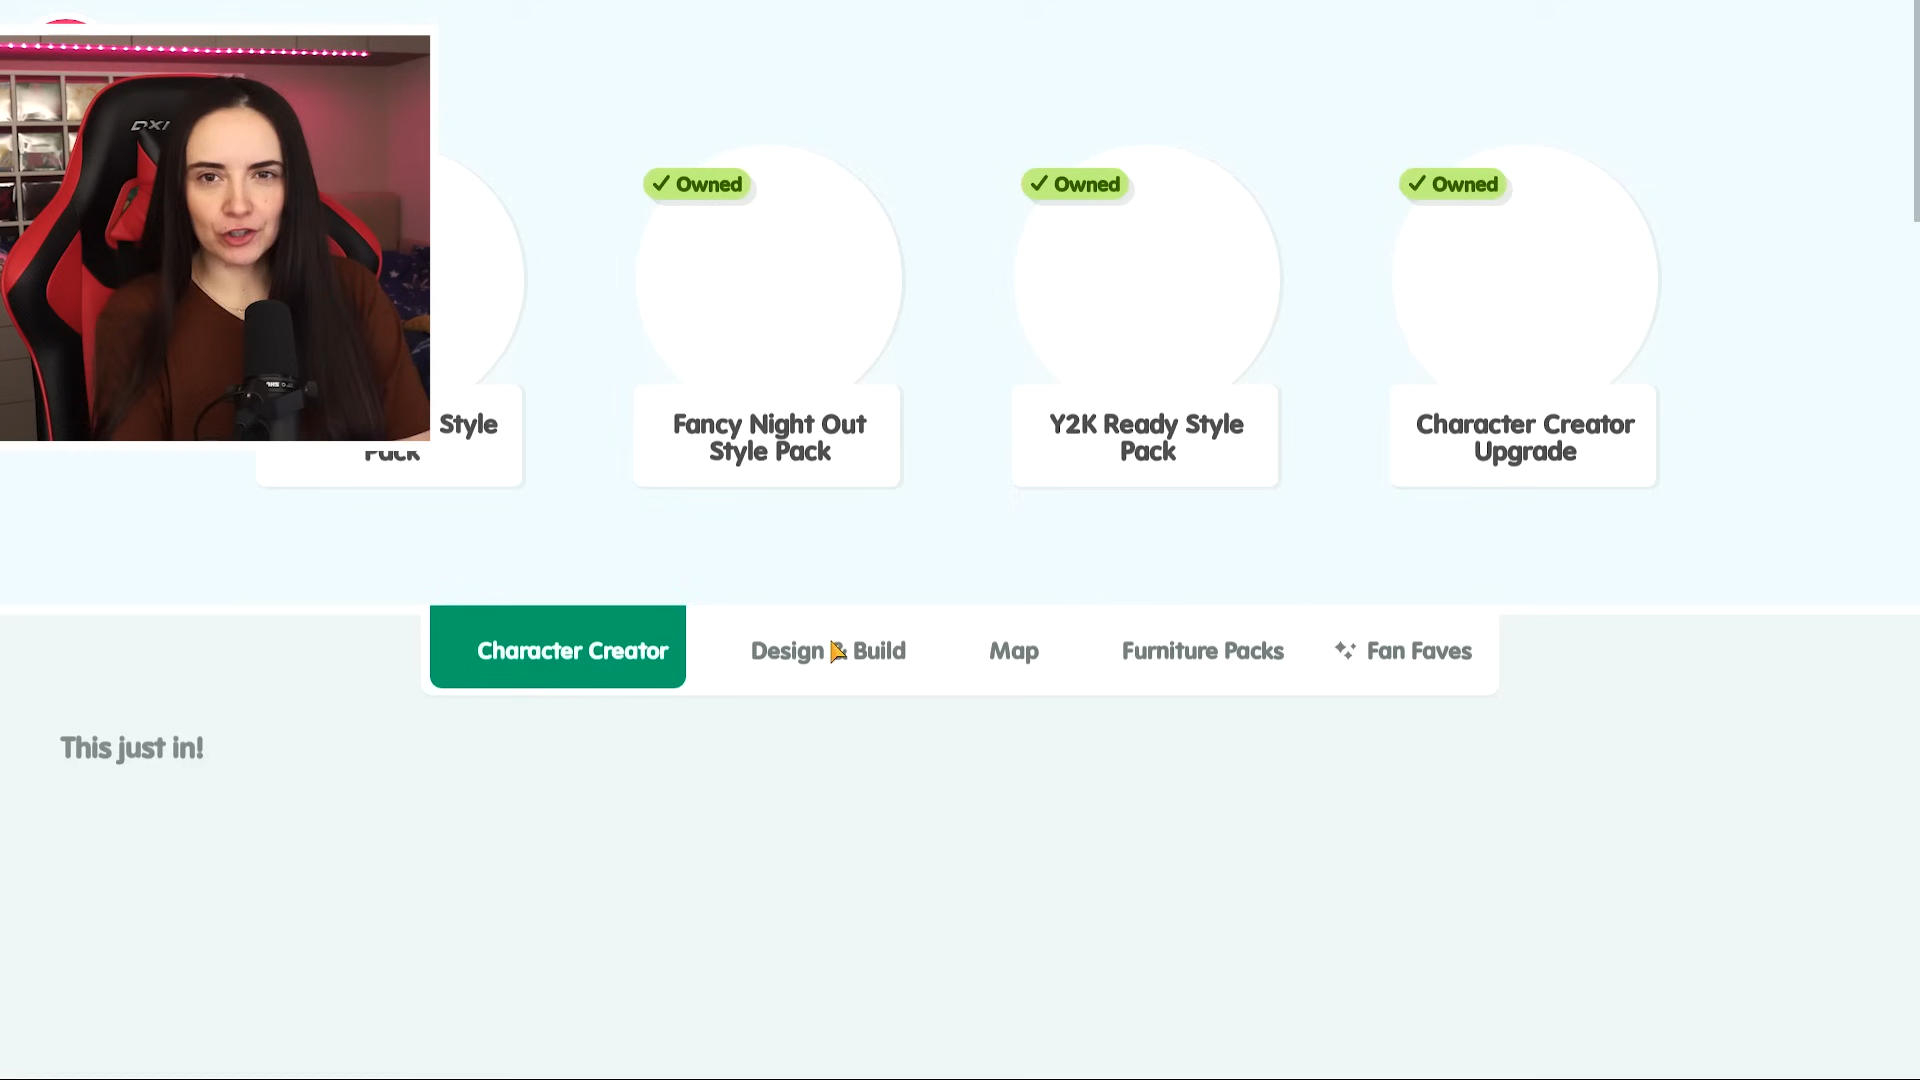 DXR
✓ Owned
✓ Owned
✓ Owned
Style
Pack
Fancy Night Out
Style Pack
Y2K Ready Style
Pack
Character Creator
Upgrade
Character Creator
Design & Build
Map
Furniture Packs
Fan Faves
This just in!